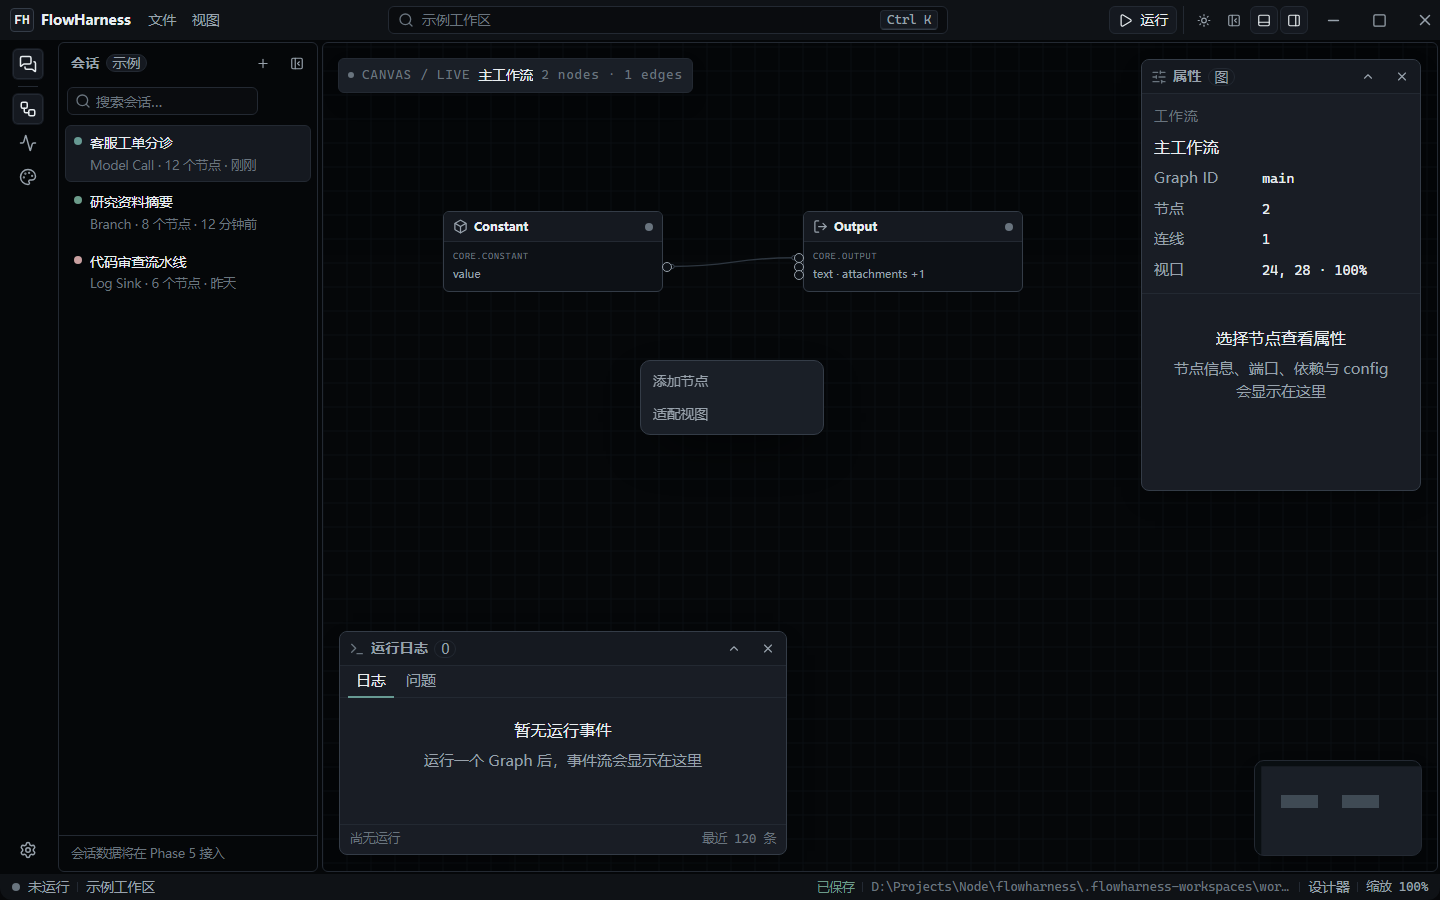 FH FlowHarness 文件 视图
示例工作区 Ctrl K
运行
会话 示例
搜索会话...
客服工单分诊
Model Call · 12 个节点 · 刚刚
研究资料摘要
Branch · 8 个节点 · 12 分钟前
代码审查流水线
Log Sink · 6 个节点 · 昨天
会话数据将在 Phase 5 接入
CANVAS / LIVE 主工作流 2 nodes · 1 edges
Constant
CORE.CONSTANT
value
Output
CORE.OUTPUT
text · attachments +1
添加节点
适配视图
属性 图
工作流
主工作流
Graph ID main
节点 2
连线 1
视口 24, 28 · 100%
选择节点查看属性
节点信息、端口、依赖与 config
会显示在这里
运行日志 0
日志 问题
暂无运行事件
运行一个 Graph 后，事件流会显示在这里
尚无运行 最近 120 条
未运行 示例工作区
已保存 D:\Projects\Node\flowharness\.flowharness-workspaces\wor… 设计器 缩放 100%